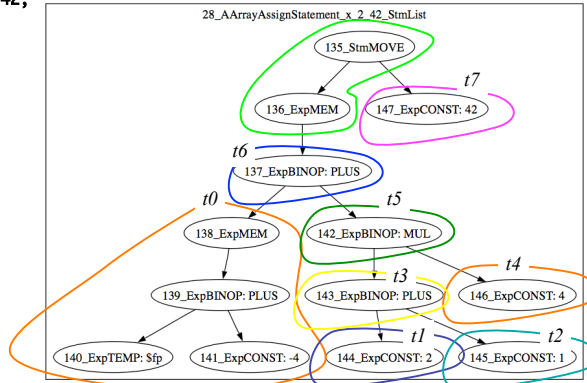 42,
28_AArrayAssignStatement_x_2_42_StmList
135_StmMOVE
t7
136_ExpMEM
147_ExpCONST: 42
t6
137_ExpBINOP: PLUS
t0
t5
138_ExpMEM
142_ExpBINOP: MUL
t3
t4
139_ExpBINOP: PLUS
143_ExpBINOP: PLUS
146_ExpCONST: 4
t1
t2
140_ExpTEMP: $fp
141_ExpCONST: -4
144_ExpCONST: 2
145_ExpCONST: 1